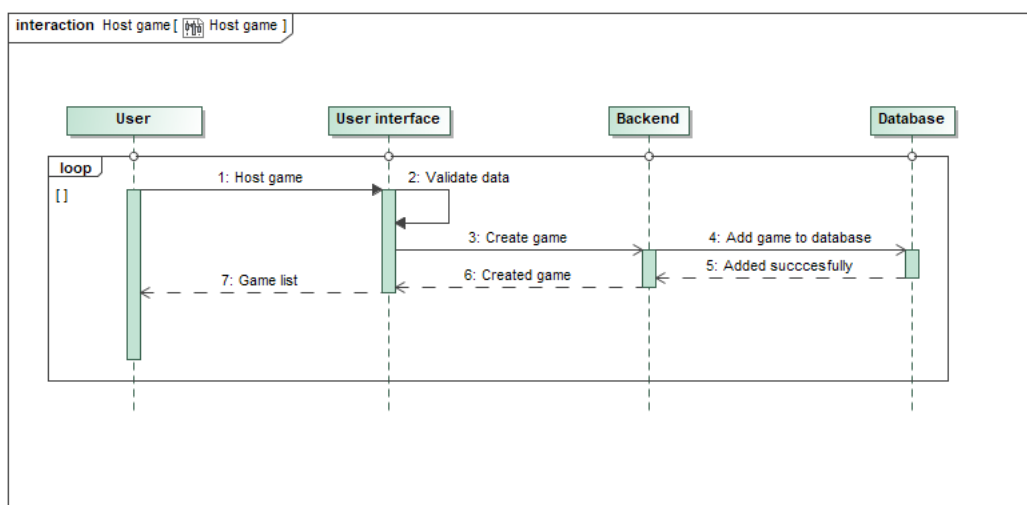 interaction Host game [ Host game ]
User
User interface
Backend
Database
loop
[ ]
1: Host game
2: Validate data
3: Create game
4: Add game to database
5: Added succcesfully
6: Created game
7: Game list